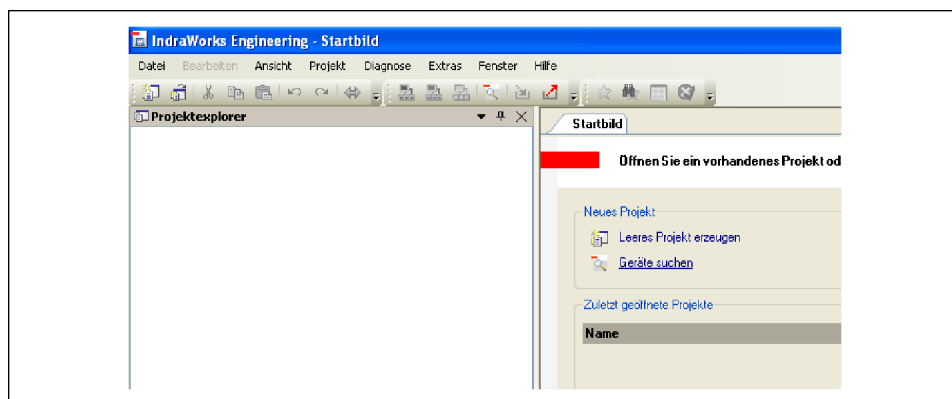 IndraWorks Engineering - Startbild
Datei Bearbeiten Ansicht Projekt Diagnose Extras Fenster Hilfe
Projektexplorer
Startbild
Öffnen Sie ein vorhandenes Projekt od
Neues Projekt
Leeres Projekt erzeugen
Geräte suchen
Zuletzt geöffnete Projekte
Name